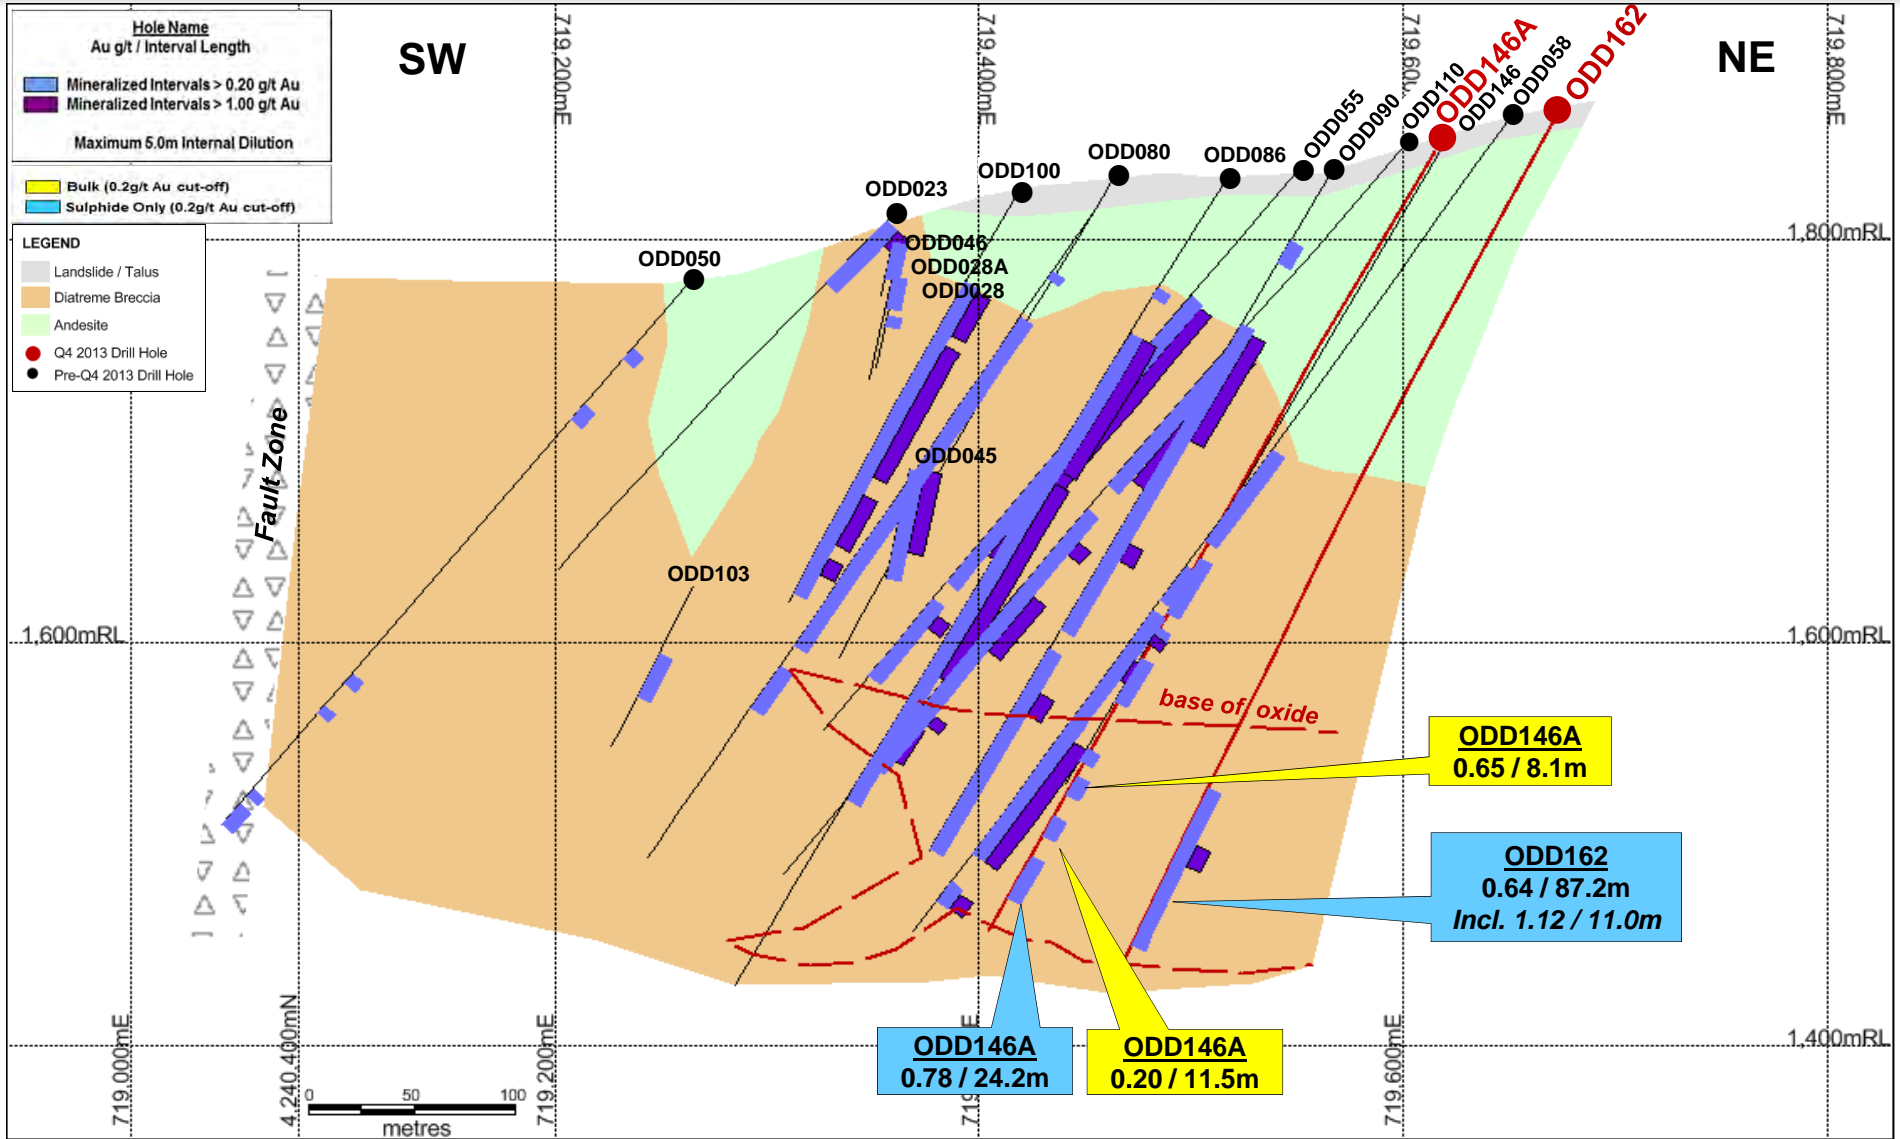 Hole Name
Au g/t / Interval Length
Mineralized Intervals > 0.20 g/t Au
Mineralized Intervals > 1.00 g/t Au
Maximum 5.0m Internal Dilution
Bulk (0.2g/t Au cut-off)
Sulphide Only (0.2g/t Au cut-off)
LEGEND
Landslide / Talus
Diatreme Breccia
Andesite
Q4 2013 Drill Hole
Pre-Q4 2013 Drill Hole
SW
NE
719,200mE
719,400mE
719,60
719,800mE
ODD050
ODD023
ODD046
ODD028A
ODD028
ODD100
ODD080
ODD086
ODD055
ODD090
ODD110
ODD146A
ODD146
ODD058
ODD162
1,800mRL
ODD045
ODD103
Fault Zone
1,600mRL
1,600mRL
base of oxide
ODD146A
0.65 / 8.1m
ODD162
0.64 / 87.2m
Incl. 1.12 / 11.0m
ODD146A
0.78 / 24.2m
ODD146A
0.20 / 11.5m
1,400mRL
719,000mE
4,240,400mN
719,200mE
719,600mE
0 50 100
metres